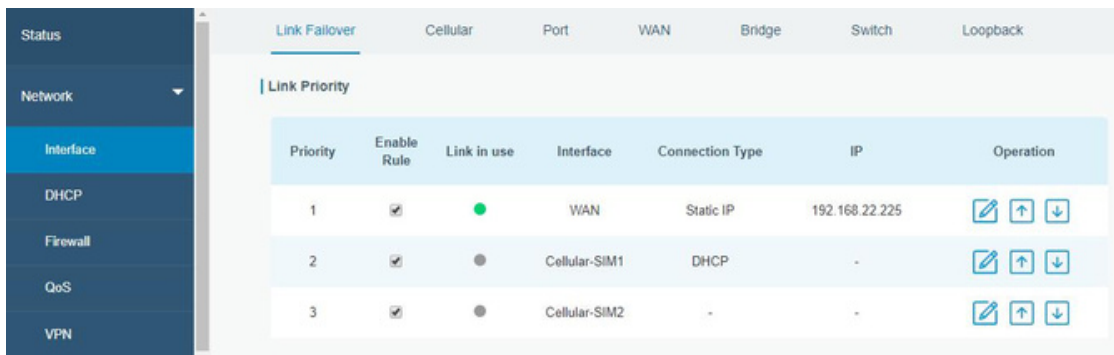 Status
Network
Interface
DHCP
Firewall
QoS
VPN
Link Failover Cellular Port WAN Bridge Switch Loopback
Link Priority
Priority Enable Rule Link in use Interface Connection Type IP Operation
1 WAN Static IP 192.168.22.225
2 Cellular-SIM1 DHCP -
3 Cellular-SIM2 - -